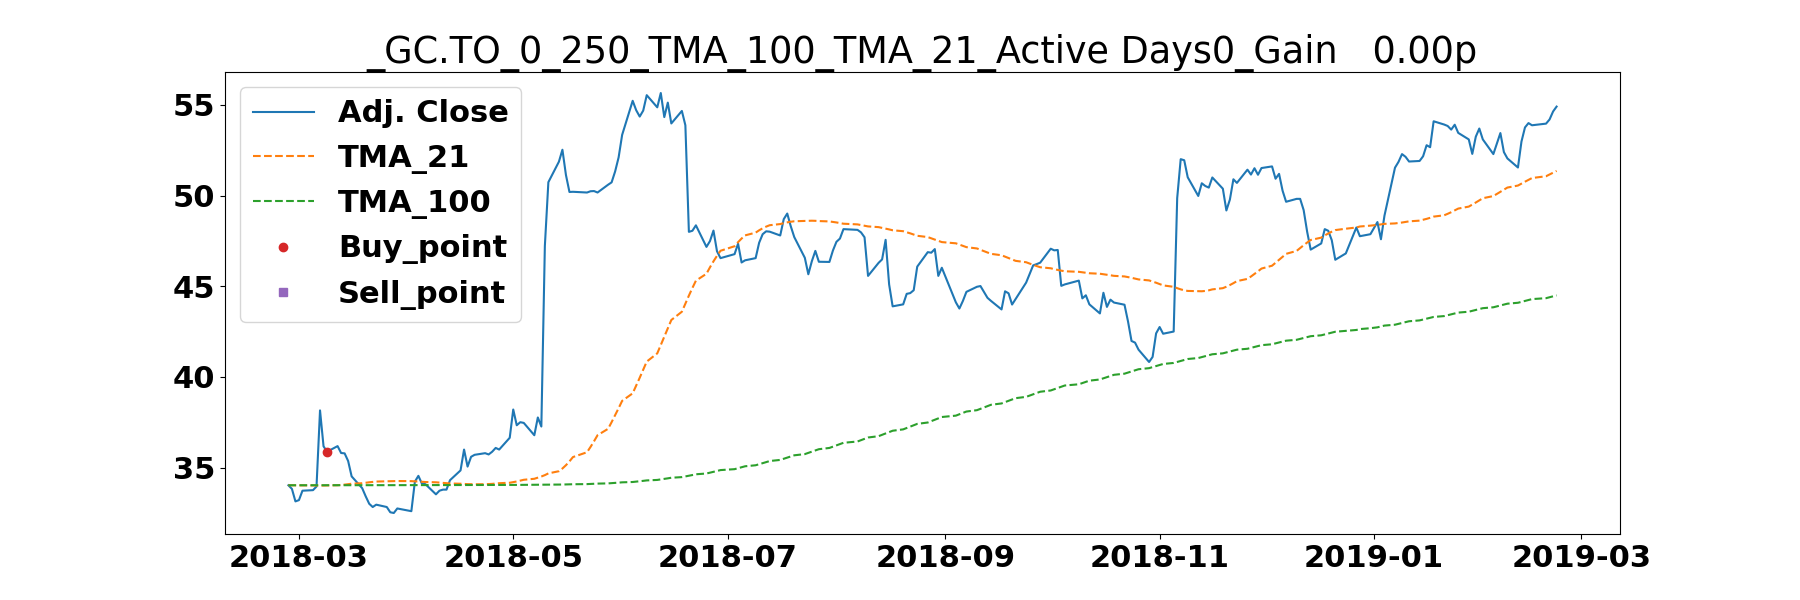 _GC.TO_0_250_TMA_100_TMA_21_Active Days0_Gain   0.00p
55
50
45
40
35
Adj. Close
TMA_21
TMA_100
Buy_point
Sell_point
2018-03 2018-05 2018-07 2018-09 2018-11 2019-01 2019-03